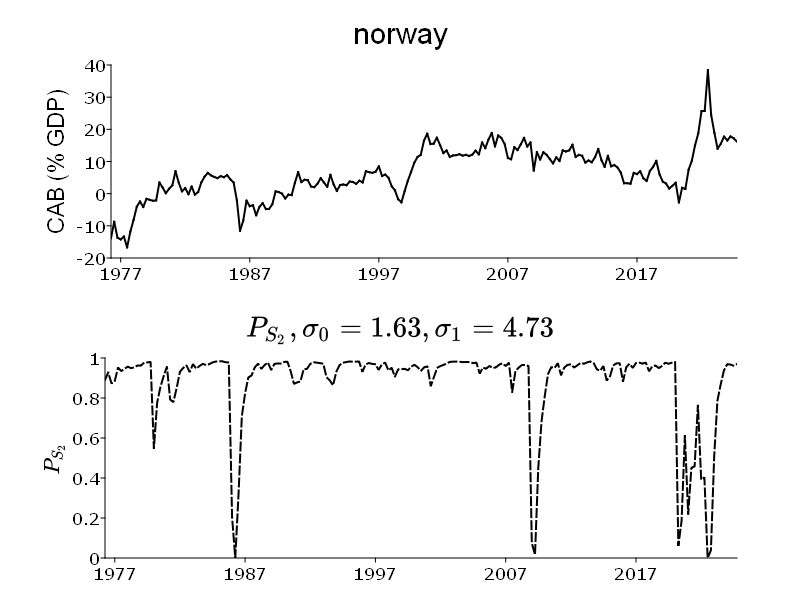 norway
CAB (% GDP)
40
30
20
10
0
-10
-20
1977 1987 1997 2007 2017
P_{S_2}, σ_0 = 1.63, σ_1 = 4.73
P_{S_2}
1
0.8
0.6
0.4
0.2
0
1977 1987 1997 2007 2017